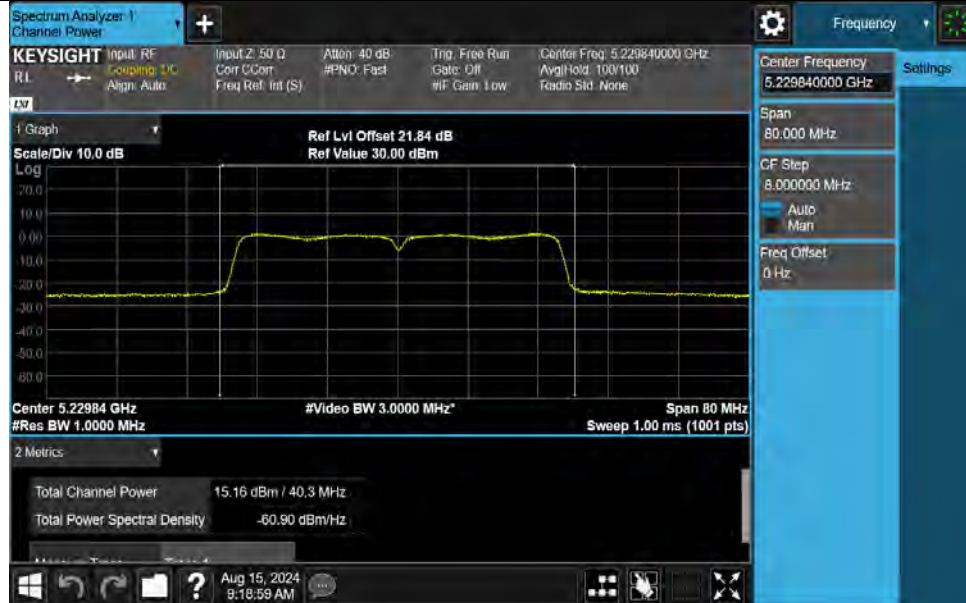 Spectrum Analyzer 1
Channel Power
Frequency
KEYSIGHT
Input: RF
Coupling: DC
Align: Auto
Input Z: 50 Ω
Corr CCorr
Freq Ref: Int (S)
Atten: 40 dB
#PNO: Fast
Trig: Free Run
Gate: Off
#IF Gain: Low
Center Freq: 5.229840000 GHz
Avg|Hold: 100/100
Radio Std: None
RL
LXI
Center Frequency
5.229840000 GHz
Settings
Span
80.000 MHz
CF Step
8.000000 MHz
Auto
Man
Freq Offset
0 Hz
1 Graph
Scale/Div 10.0 dB
Ref Lvl Offset 21.84 dB
Ref Value 30.00 dBm
Log
20.0
10.0
0.00
-10.0
-20.0
-30.0
-40.0
-50.0
-60.0
Center 5.22984 GHz
#Res BW 1.0000 MHz
#Video BW 3.0000 MHz*
Span 80 MHz
Sweep 1.00 ms (1001 pts)
2 Metrics
Total Channel Power 15.16 dBm / 40.3 MHz
Total Power Spectral Density -60.90 dBm/Hz
?
Aug 15, 2024
9:18:59 AM